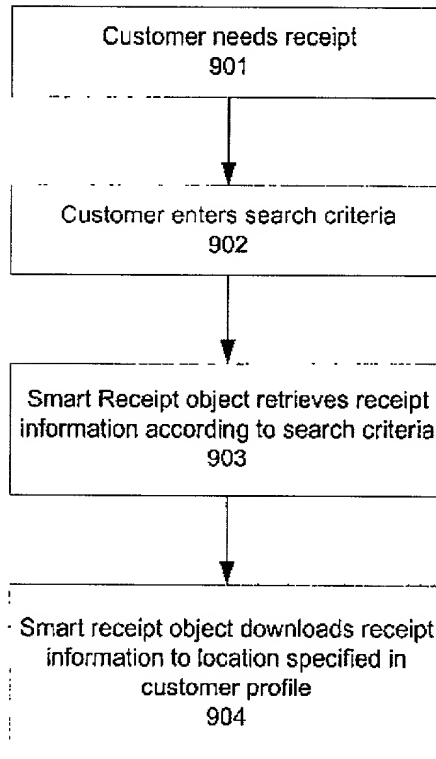 Customer needs receipt
901
Customer enters search criteria
902
Smart Receipt object retrieves receipt
information according to search criteria
903
Smart receipt object downloads receipt
information to location specified in
customer profile
904